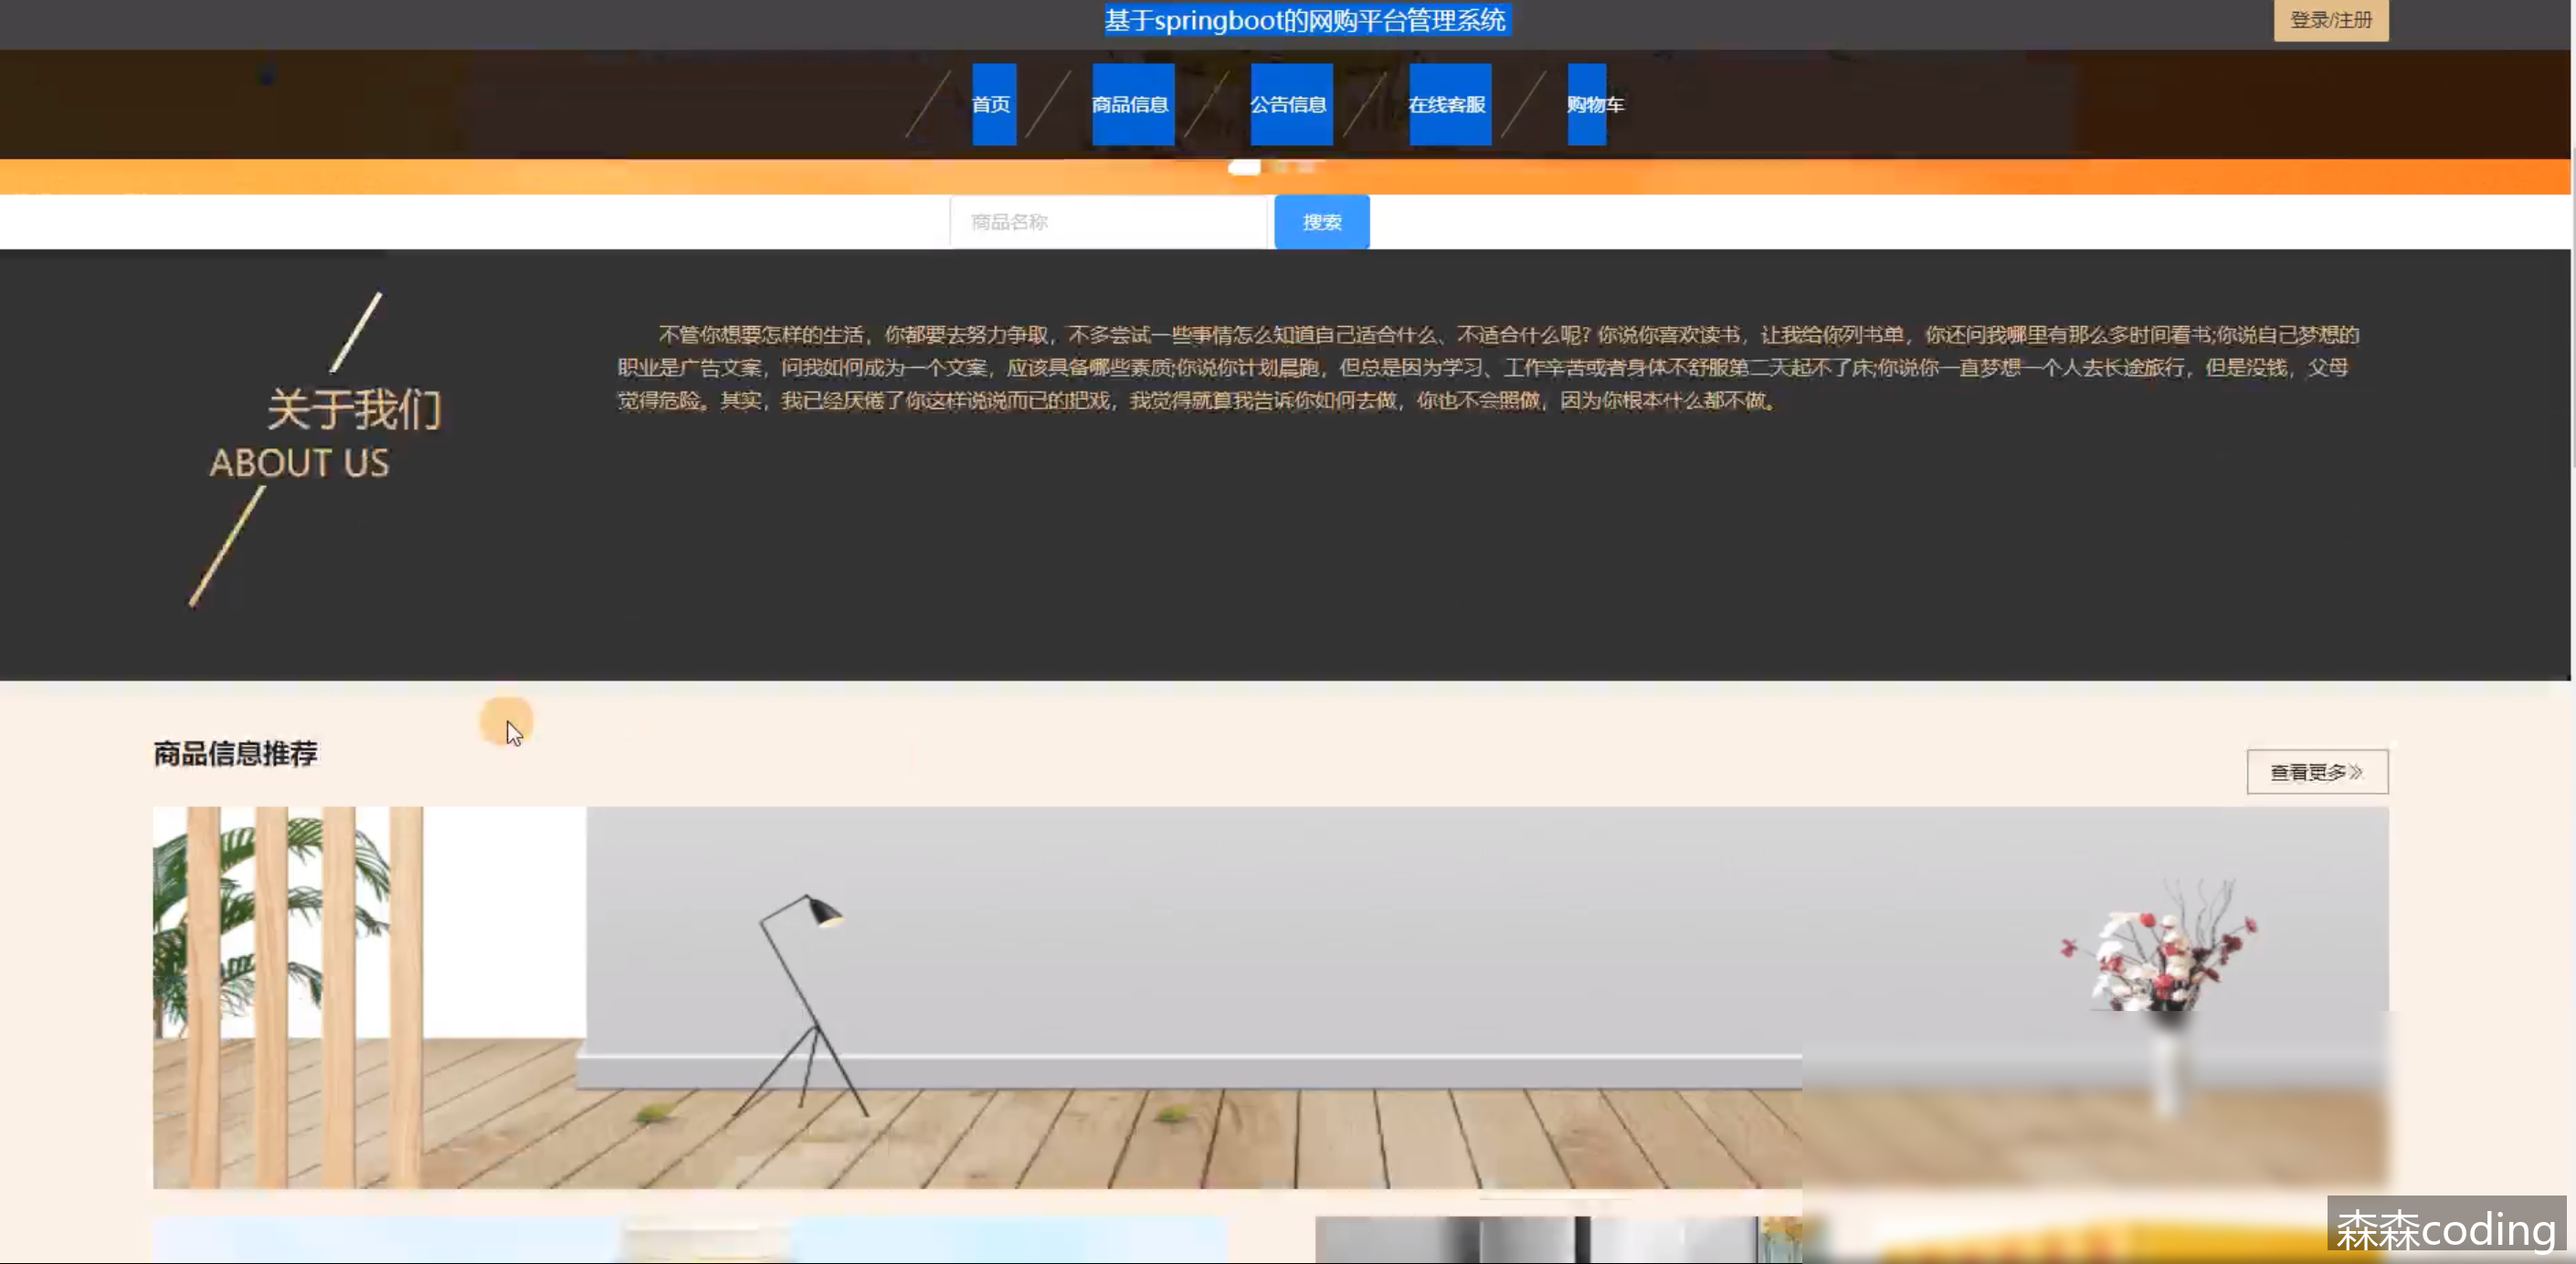 基于springboot的网购平台管理系统
登录/注册
首页
商品信息
公告信息
在线客服
购物车
商品名称
搜索
关于我们
ABOUT US
不管你想要怎样的生活，你都要去努力争取，不多尝试一些事情怎么知道自己适合什么、不适合什么呢? 你说你喜欢读书，让我给你列书单，你还问我哪里有那么多时间看书;你说自己梦想的
职业是广告文案，问我如何成为一个文案，应该具备哪些素质;你说你计划晨跑，但总是因为学习、工作辛苦或者身体不舒服第二天起不了床;你说你一直梦想一个人去长途旅行，但是没钱，父母
觉得危险。其实，我已经厌倦了你这样说说而已的把戏，我觉得就算我告诉你如何去做，你也不会照做，因为你根本什么都不做。
商品信息推荐
查看更多》
森森coding